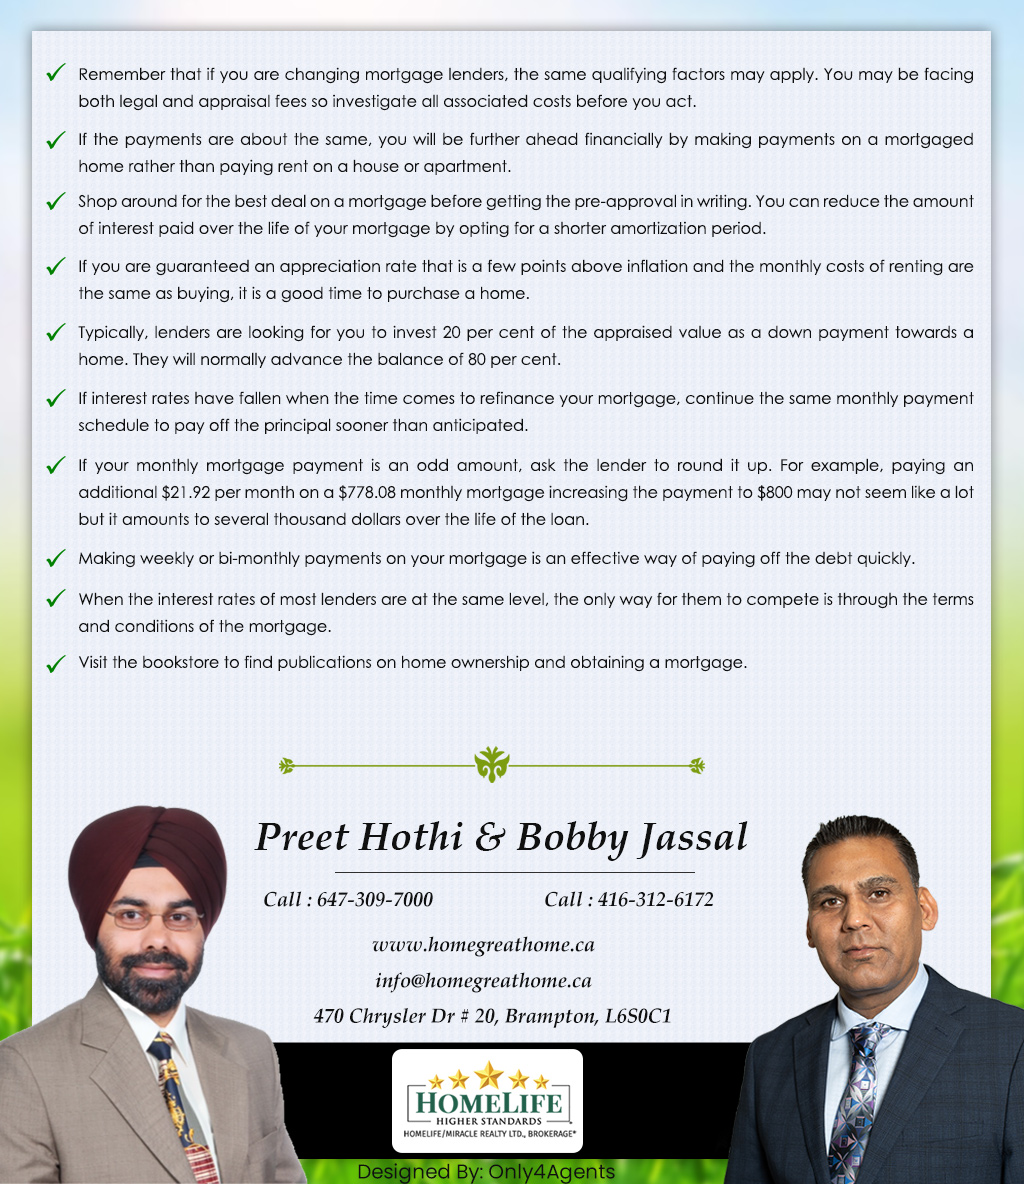 Remember that if you are changing mortgage lenders, the same qualifying factors may apply. You may be facing
both legal and appraisal fees so investigate all associated costs before you act.
If the payments are about the same, you will be further ahead financially by making payments on a mortgaged
home rather than paying rent on a house or apartment.
Shop around for the best deal on a mortgage before getting the pre-approval in writing. You can reduce the amount
of interest paid over the life of your mortgage by opting for a shorter amortization period.
If you are guaranteed an appreciation rate that is a few points above inflation and the monthly costs of renting are
the same as buying, it is a good time to purchase a home.
Typically, lenders are looking for you to invest 20 per cent of the appraised value as a down payment towards a
home. They will normally advance the balance of 80 per cent.
If interest rates have fallen when the time comes to refinance your mortgage, continue the same monthly payment
schedule to pay off the principal sooner than anticipated.
If your monthly mortgage payment is an odd amount, ask the lender to round it up. For example, paying an
additional $21.92 per month on a $778.08 monthly mortgage increasing the payment to $800 may not seem like a lot
but it amounts to several thousand dollars over the life of the loan.
Making weekly or bi-monthly payments on your mortgage is an effective way of paying off the debt quickly.
When the interest rates of most lenders are at the same level, the only way for them to compete is through the terms
and conditions of the mortgage.
Visit the bookstore to find publications on home ownership and obtaining a mortgage.
Preet Hothi & Bobby Jassal
Call : 647-309-7000 Call : 416-312-6172
www.homegreathome.ca
info@homegreathome.ca
470 Chrysler Dr # 20, Brampton, L6S0C1
HOMELIFE
HIGHER STANDARDS
HOMELIFE/MIRACLE REALTY LTD., BROKERAGE*
Designed By: Only4Agents